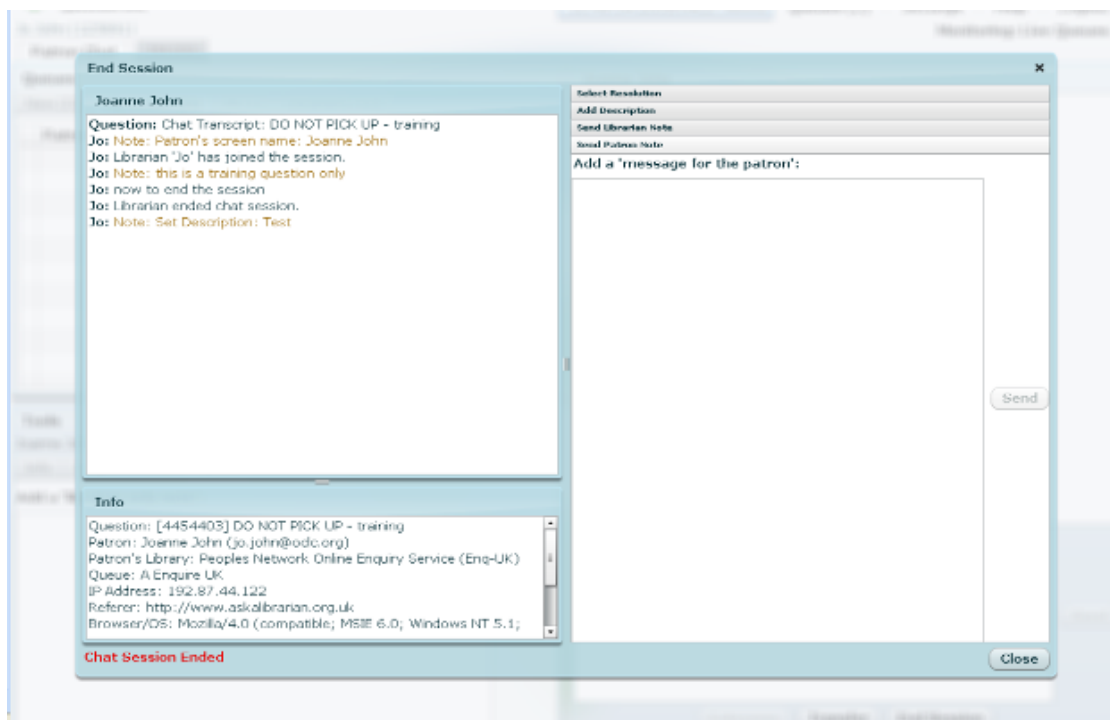 End Session
Joanne John
Question: Chat Transcript: DO NOT PICK UP - training
Jo: Note: Patron's screen name: Joanne John
Jo: Librarian 'Jo' has joined the session.
Jo: Note: this is a training question only
Jo: now to end the session
Jo: Librarian ended chat session.
Jo: Note: Set Description: Test
Info
Question: [4454403] DO NOT PICK UP - training
Patron: Joanne John (jo.john@oclc.org)
Patron's Library: Peoples Network Online Enquiry Service (Enq-UK)
Queue: A Enquire UK
IP Address: 192.87.44.122
Referer: http://www.askalibrarian.org.uk
Browser/OS: Mozilla/4.0 (compatible; MSIE 6.0; Windows NT 5.1;
Chat Session Ended
Select Resolution
Add Description
Send Librarian Note
Send Patron Note
Add a 'message for the patron':
Send
Close